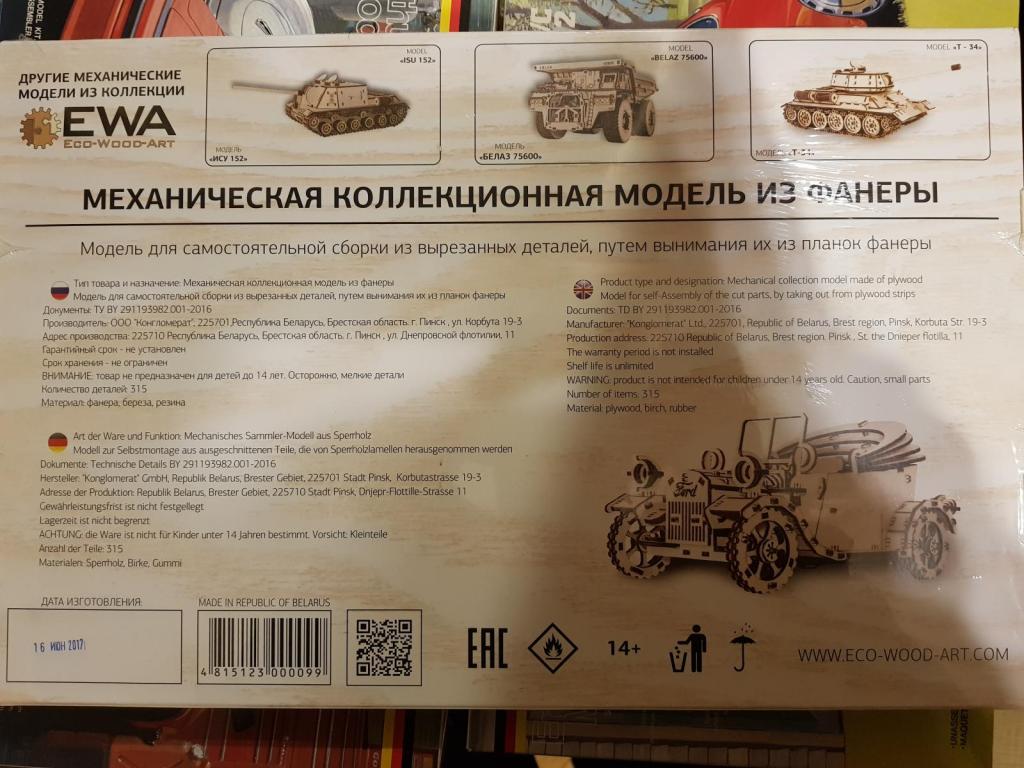 ДРУГИЕ МЕХАНИЧЕСКИЕ
МОДЕЛИ ИЗ КОЛЛЕКЦИИ
EWA
ECO-WOOD-ART
MODEL
«ISU 152»
МОДЕЛЬ
«ИСУ 152»
MODEL
«BELAZ 75600»
МОДЕЛЬ
«БЕЛАЗ 75600»
MODEL «T - 34»
МОДЕЛЬ «Т-34»
МЕХАНИЧЕСКАЯ КОЛЛЕКЦИОННАЯ МОДЕЛЬ ИЗ ФАНЕРЫ
Модель для самостоятельной сборки из вырезанных деталей, путем вынимания их из планок фанеры
Тип товара и назначение: Механическая коллекционная модель из фанеры
Модель для самостоятельной сборки из вырезанных деталей, путем вынимания их из планок фанеры
Документы: ТУ BY 291193982.001-2016
Производитель: ООО "Конгломерат", 225701,Республика Беларусь, Брестская область. г. Пинск , ул. Корбута 19-3
Адрес производства: 225710 Республика Беларусь, Брестская область. г. Пинск , ул. Днепровской флотилии, 11
Гарантийный срок - не установлен
Срок хранения - не ограничен
ВНИМАНИЕ: товар не предназначен для детей до 14 лет. Осторожно, мелкие детали
Количество деталей: 315
Материал: фанера, береза, резина
Product type and designation: Mechanical collection model made of plywood
Model for self-Assembly of the cut parts, by taking out from plywood strips
Documents: TD BY 291193982.001-2016
Manufacturer: "Konglomerat" Ltd., 225701, Republic of Belarus, Brest region, Pinsk, Korbuta Str. 19-3
Production address: 225710 Republic of Belarus, Brest region. Pinsk , St. the Dnieper flotilla, 11
The warranty period is not installed
Shelf life is unlimited
WARNING: product is not intended for children under 14 years old. Caution, small parts
Number of items: 315
Material: plywood, birch, rubber
Art der Ware und Funktion: Mechanisches Sammler-Modell aus Sperrholz
Modell zur Selbstmontage aus ausgeschnittenen Teile, die von Sperrholzlamellen herausgenommen werden
Dokumente: Technische Details BY 291193982.001-2016
Hersteller: "Konglomerat" GmbH, Republik Belarus, Brester Gebiet, 225701 Stadt Pinsk, Korbutastrasse 19-3
Adresse der Produktion: Republik Belarus, Brester Gebiet, 225710 Stadt Pinsk, Dnjepr-Flottille-Strasse 11
Gewährleistungsfrist ist nicht festgelegt
Lagerzeit ist nicht begrenzt
ACHTUNG: die Ware ist nicht für Kinder unter 14 Jahren bestimmt. Vorsicht: Kleinteile
Anzahl der Teile: 315
Materialen: Sperrholz, Birke, Gummi
Ford
ДАТА ИЗГОТОВЛЕНИЯ:
16 ИЮН 2017
MADE IN REPUBLIC OF BELARUS
4 815123 000099
EAC
14+
WWW.ECO-WOOD-ART.COM